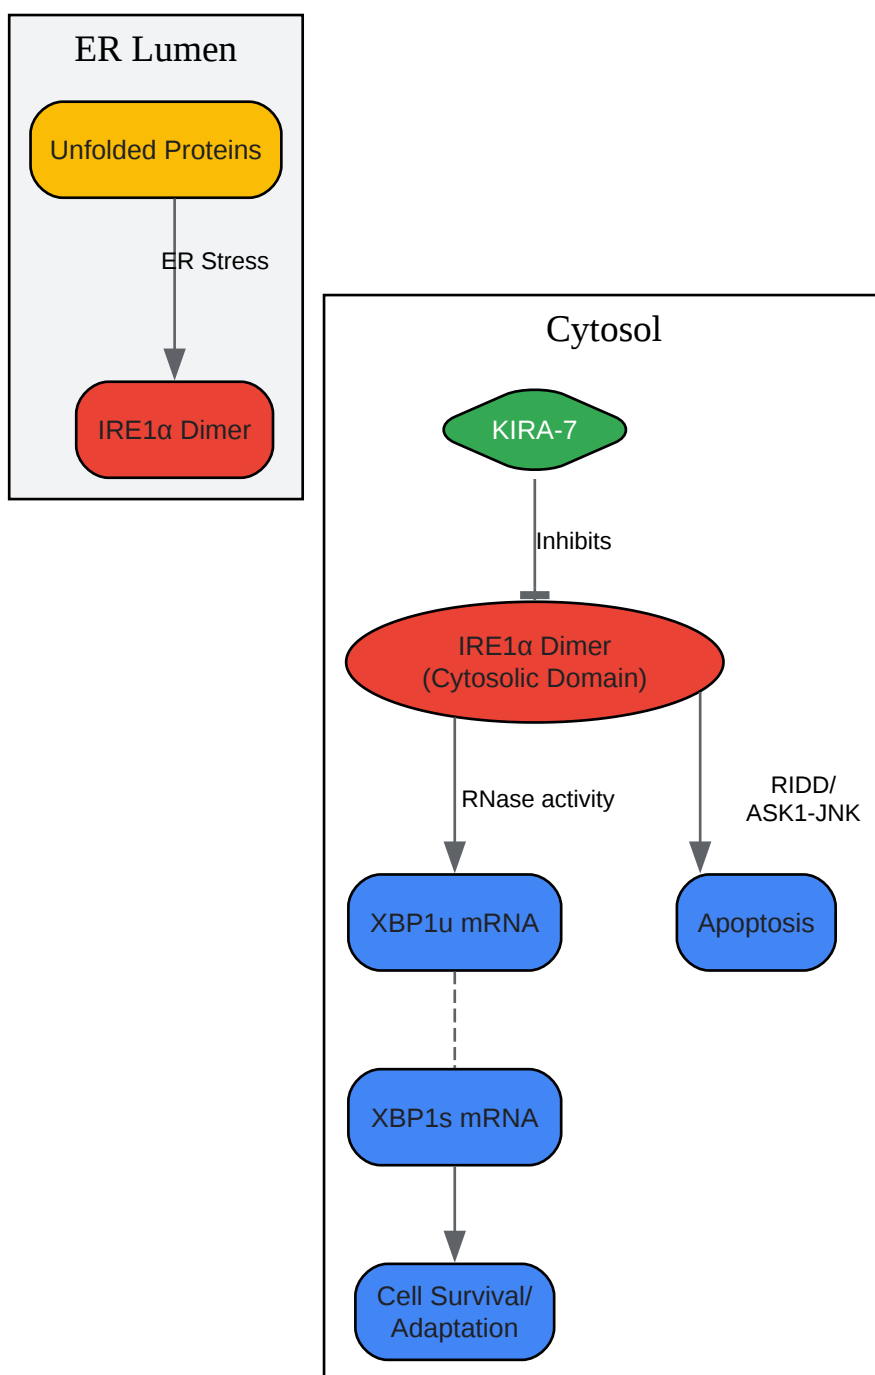 ER Lumen
Unfolded Proteins
ER Stress
IRE1α Dimer
Cytosol
KIRA-7
Inhibits
IRE1α Dimer
(Cytosolic Domain)
RNase activity
RIDD/
ASK1-JNK
XBP1u mRNA
Apoptosis
XBP1s mRNA
Cell Survival/
Adaptation